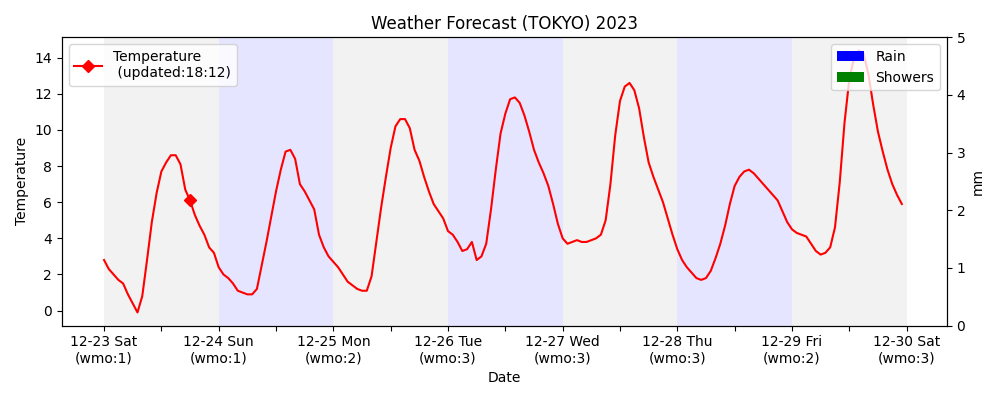 Weather Forecast (TOKYO) 2023
Temperature
(updated:18:12)
Rain
Showers
Temperature
14
12
10
8
6
4
2
0
5
4
3
2
1
0
mm
12-23 Sat
(wmo:1)
12-24 Sun
(wmo:1)
12-25 Mon
(wmo:2)
12-26 Tue
(wmo:3)
12-27 Wed
(wmo:3)
12-28 Thu
(wmo:3)
12-29 Fri
(wmo:2)
12-30 Sat
(wmo:3)
Date